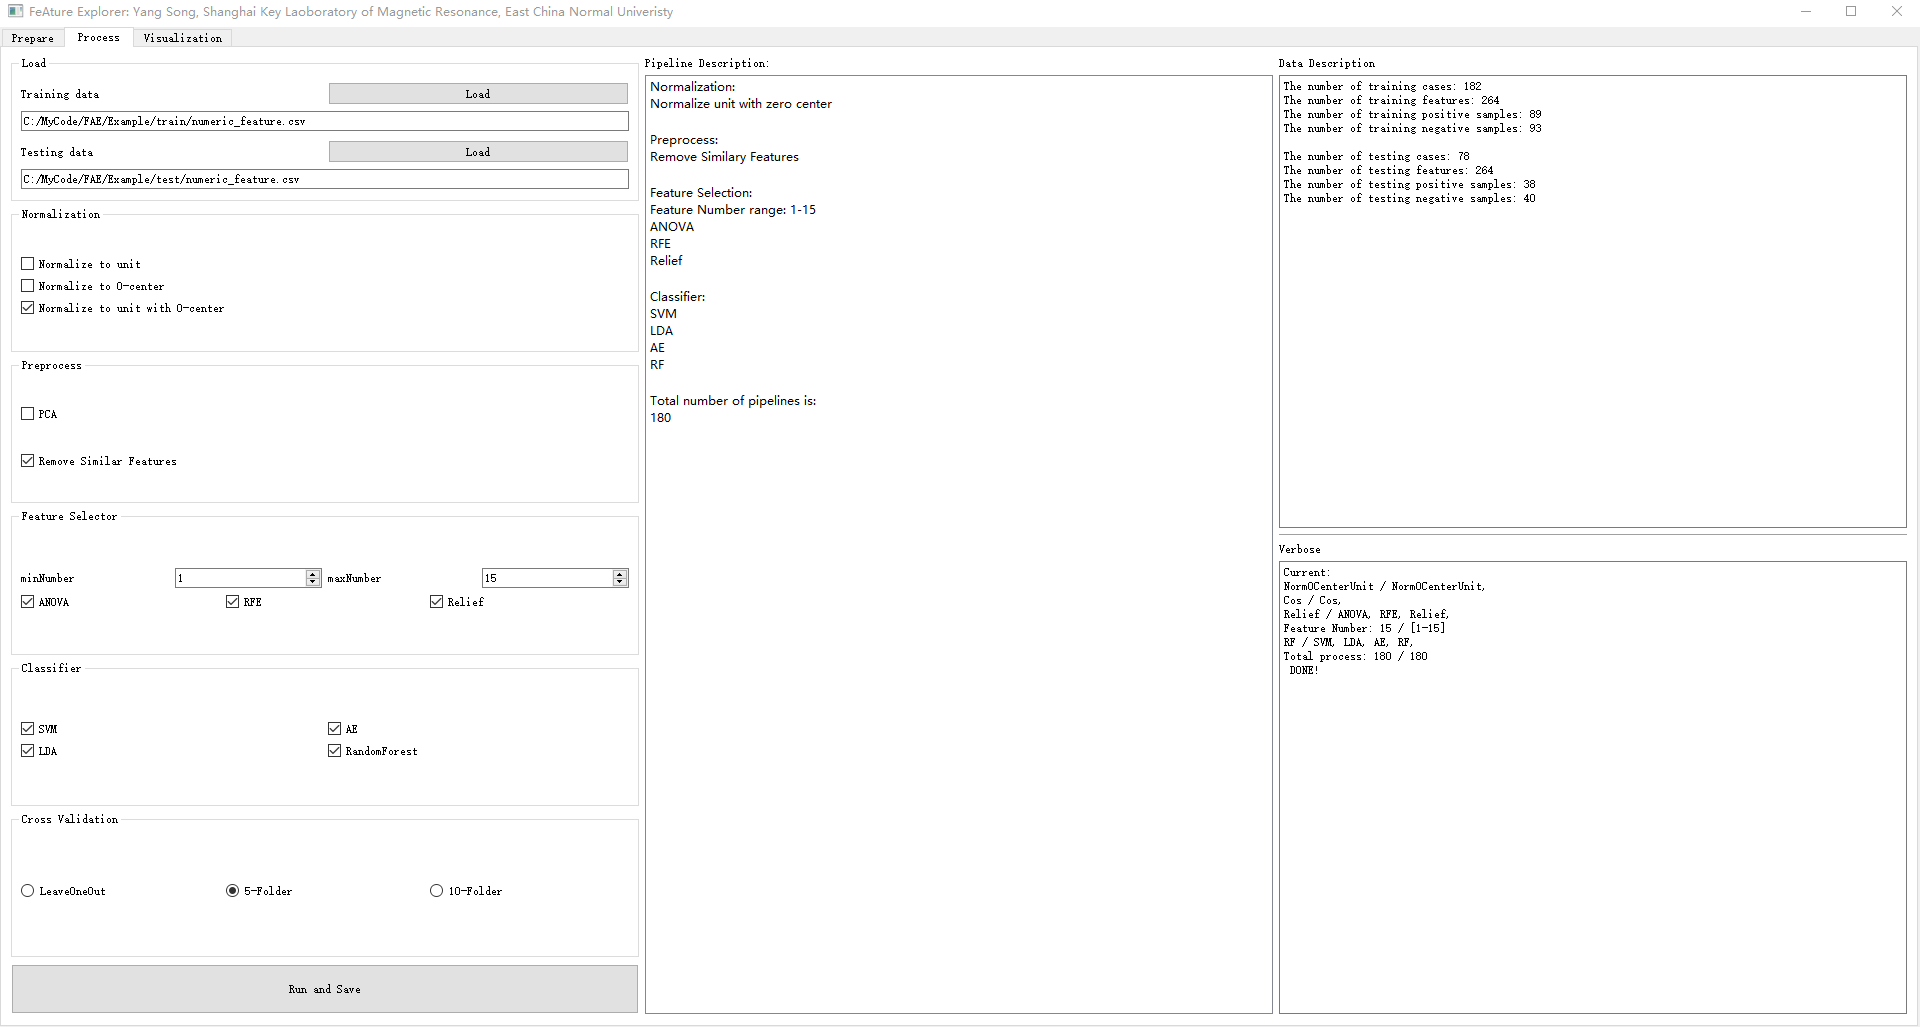 FeAture Explorer: Yang Song, Shanghai Key Laoboratory of Magnetic Resonance, East China Normal Univeristy
Prepare
Process
Visualization
Load
Training data
Load
C:/MyCode/FAE/Example/train/numeric_feature.csv
Testing data
Load
C:/MyCode/FAE/Example/test/numeric_feature.csv
Normalization
Normalize to unit
Normalize to 0-center
Normalize to unit with 0-center
Preprocess
PCA
Remove Similar Features
Feature Selector
minNumber
1
maxNumber
15
ANOVA
RFE
Relief
Classifier
SVM
AE
LDA
RandomForest
Cross Validation
LeaveOneOut
5-Folder
10-Folder
Run and Save
Pipeline Description:
Normalization:
Normalize unit with zero center
Preprocess:
Remove Similary Features
Feature Selection:
Feature Number range: 1-15
ANOVA
RFE
Relief
Classifier:
SVM
LDA
AE
RF
Total number of pipelines is:
180
Data Description
The number of training cases: 182
The number of training features: 264
The number of training positive samples: 89
The number of training negative samples: 93
The number of testing cases: 78
The number of testing features: 264
The number of testing positive samples: 38
The number of testing negative samples: 40
Verbose
Current:
Norm0CenterUnit / Norm0CenterUnit,
Cos / Cos,
Relief / ANOVA, RFE, Relief,
Feature Number: 15 / [1-15]
RF / SVM, LDA, AE, RF,
Total process: 180 / 180
DONE!